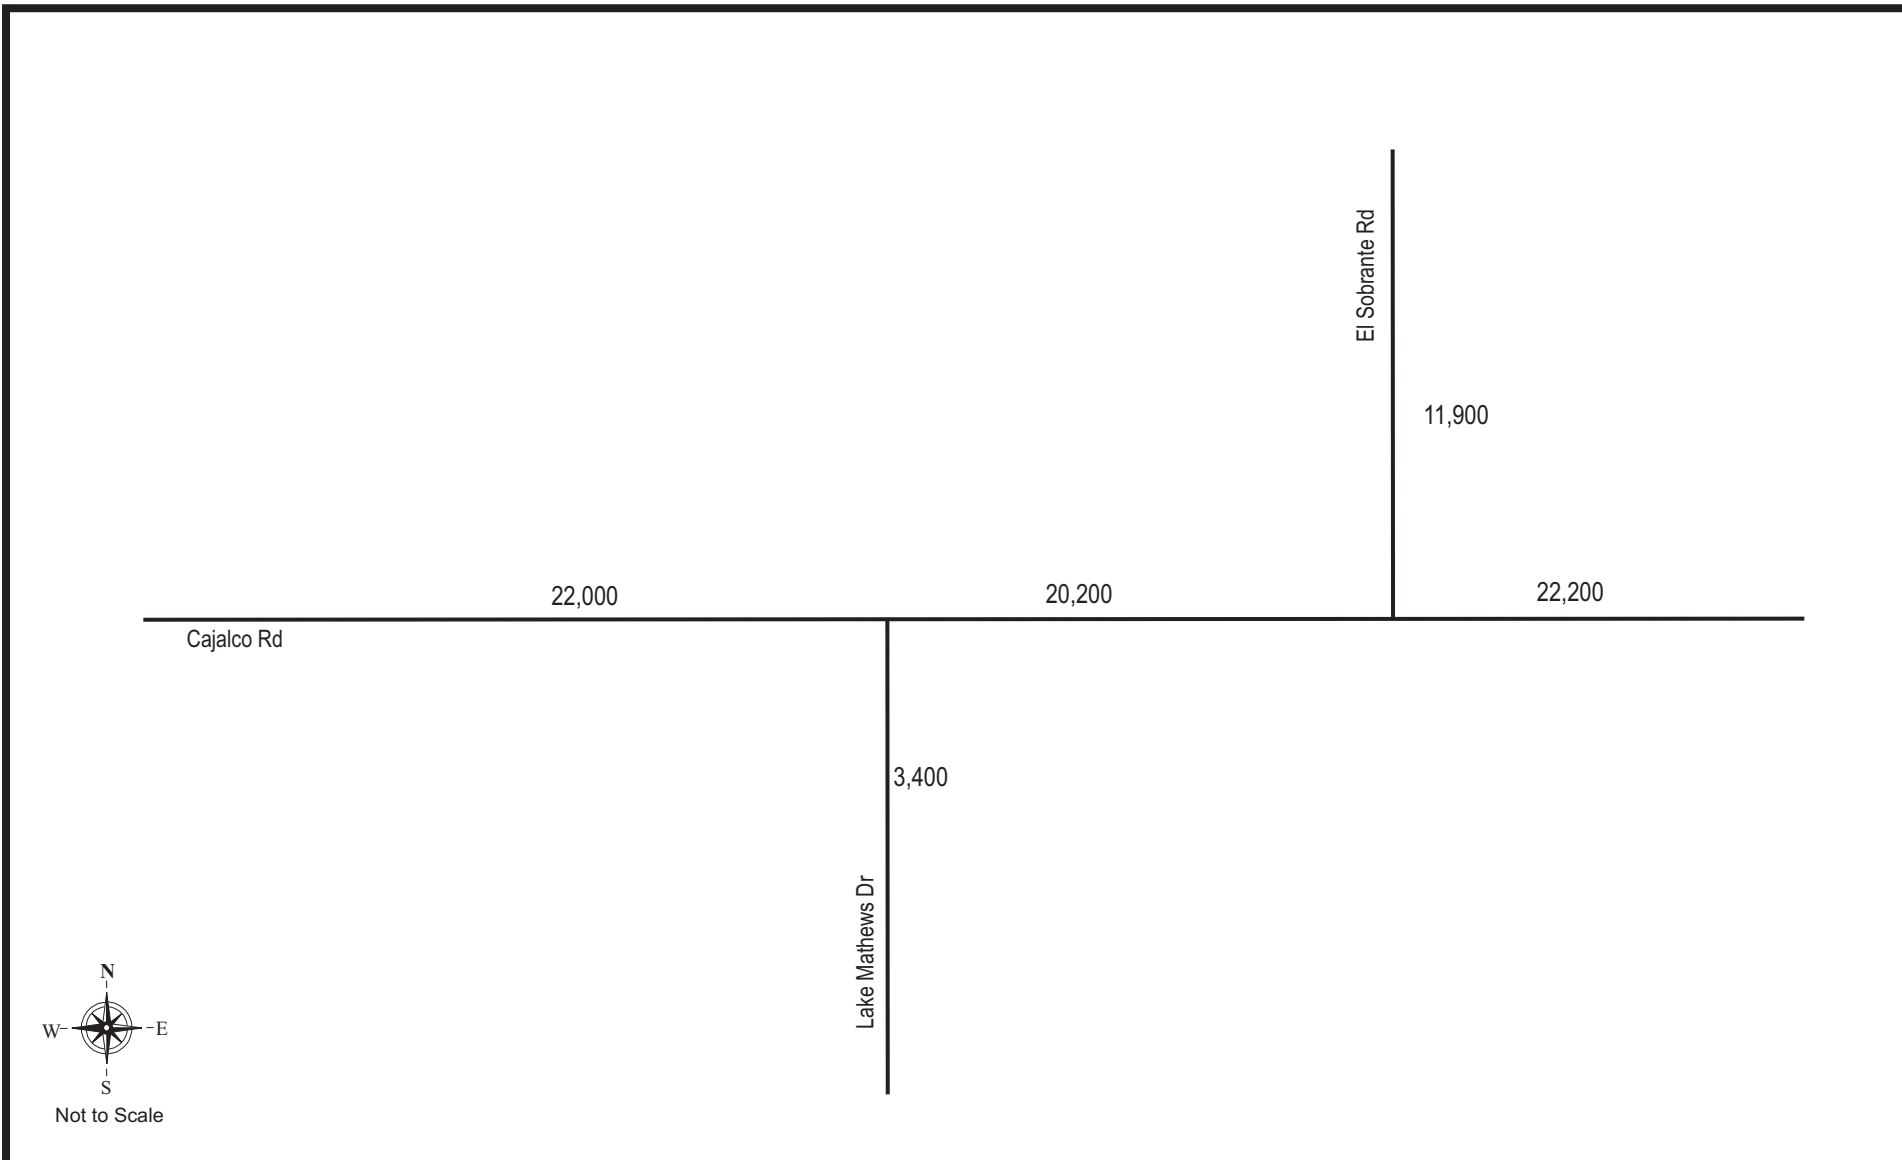 El Sobrante Rd
11,900
22,000
20,200
22,200
Cajalco Rd
3,400
Lake Mathews Dr
N
W
E
S
Not to Scale